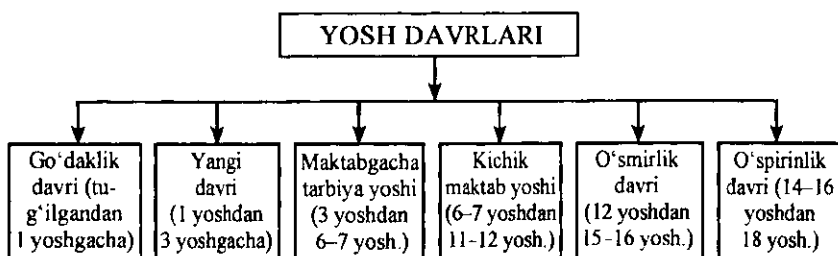 YOSH DAVRLARI
Go‘daklik
davri (tu-
g‘ilgandan
1 yoshgacha)
Yangi
davri
(1 yoshdan
3 yoshgacha)
Maktabgacha
tarbiya yoshi
(3 yoshdan
6–7 yosh.)
Kichik
maktab yoshi
(6–7 yoshdan
11-12 yosh.)
O‘smirlik
davri
(12 yoshdan
15-16 yosh.)
O‘spirinlik
davri (14–16
yoshdan
18 yosh.)